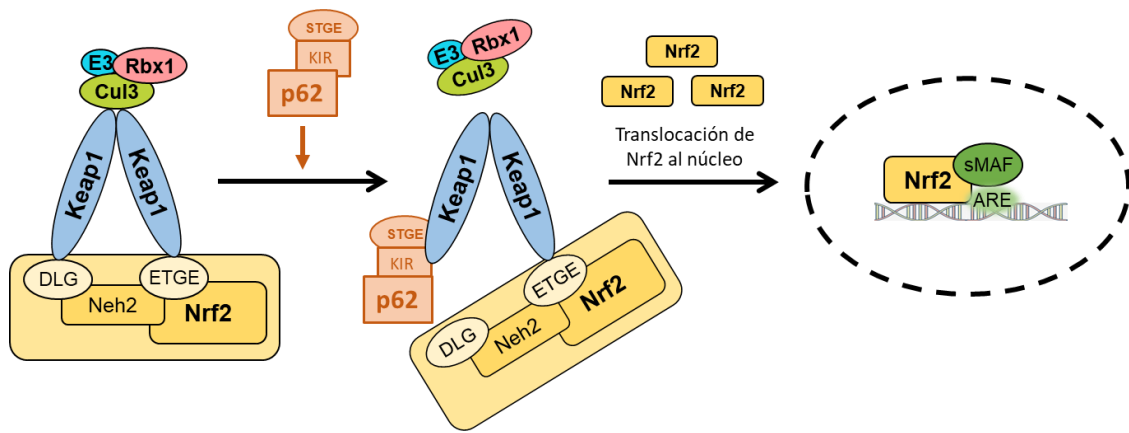 E3
Rbx1
Cul3
Keap1
Keap1
DLG
ETGE
Neh2
Nrf2
STGE
KIR
p62
E3
Rbx1
Cul3
Keap1
Keap1
STGE
KIR
p62
ETGE
Nrf2
DLG
Neh2
Nrf2
Nrf2
Nrf2
Translocación de
Nrf2 al núcleo
Nrf2
sMAF
ARE